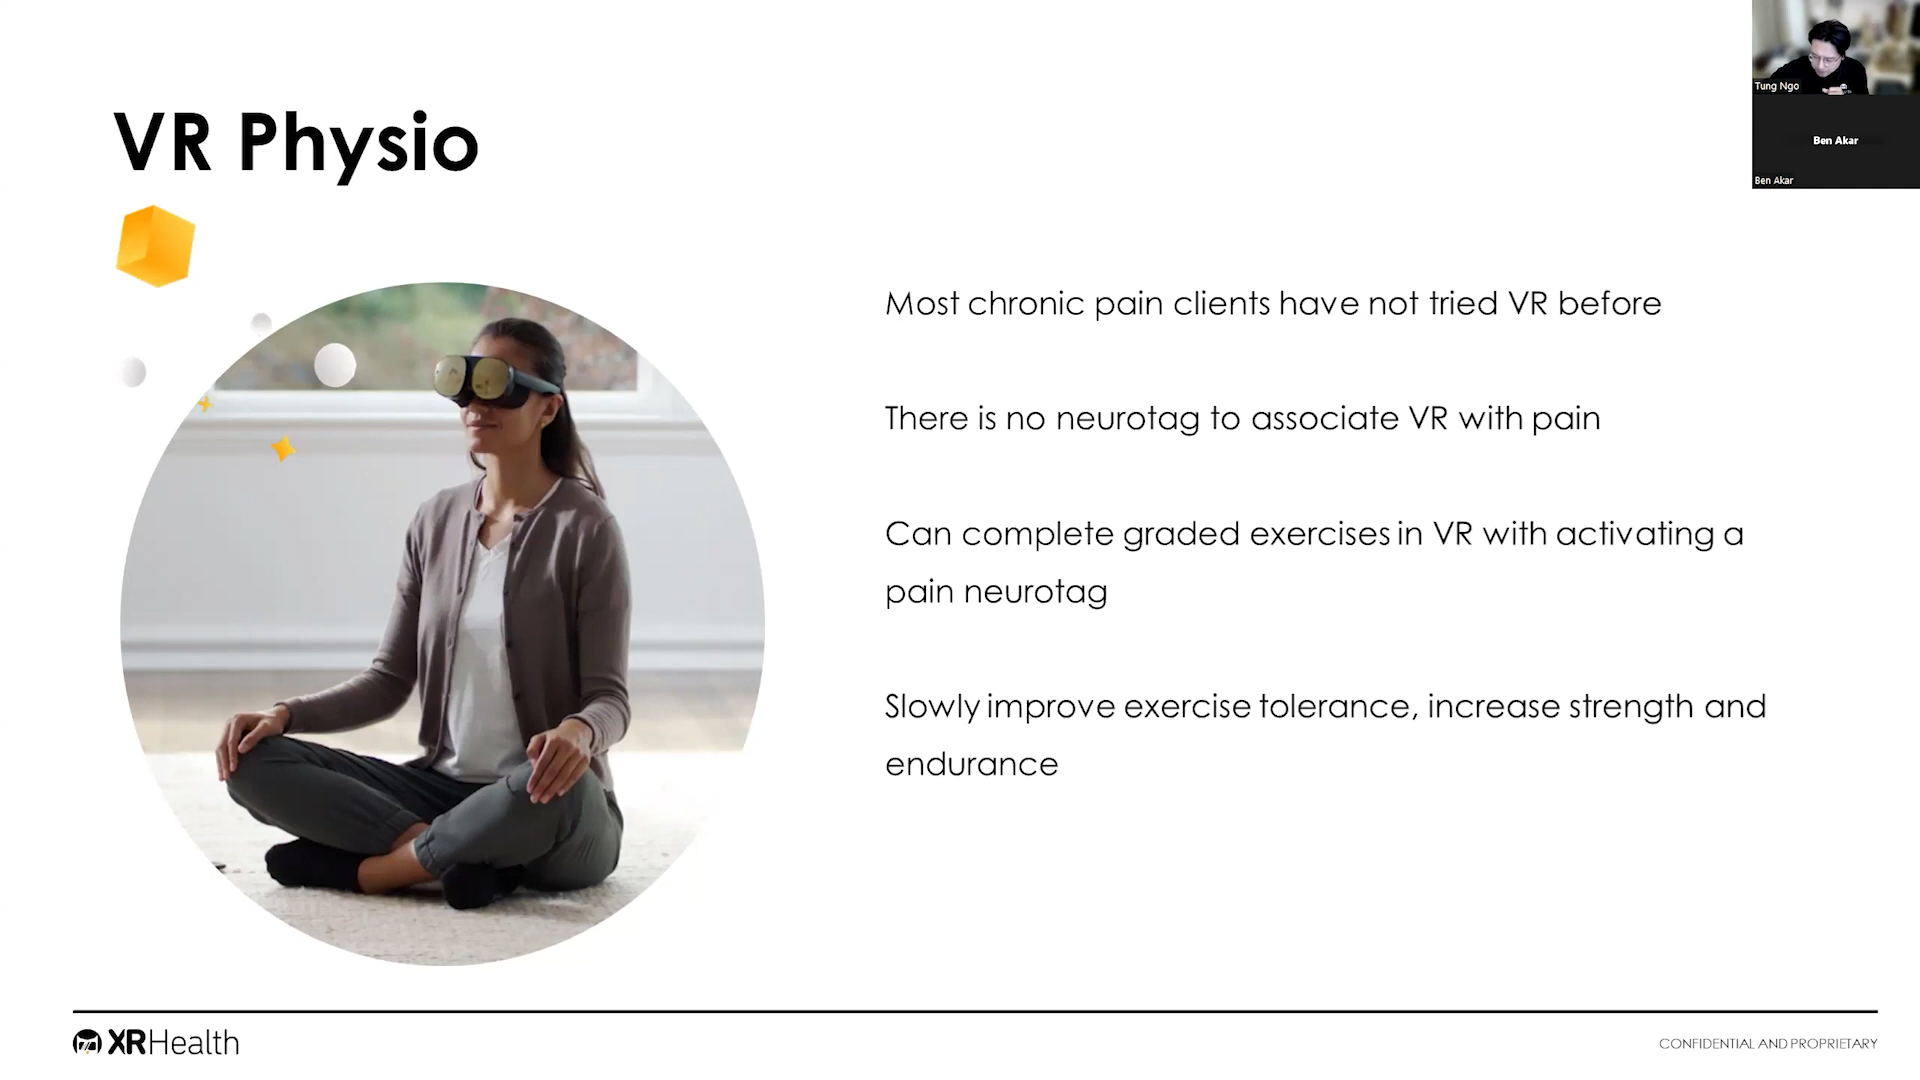 VR Physio
Most chronic pain clients have not tried VR before
There is no neurotag to associate VR with pain
Can complete graded exercises in VR with activating a
pain neurotag
Slowly improve exercise tolerance, increase strength and
endurance
Tung Ngo
Ben Akar
Ben Akar
XRHealth
CONFIDENTIAL AND PROPRIETARY